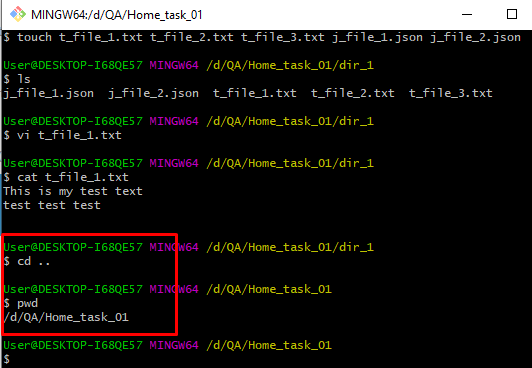 MINGW64:/d/QA/Home_task_01
$ touch t_file_1.txt t_file_2.txt t_file_3.txt j_file_1.json j_file_2.json
User@DESKTOP-I68QE57 MINGW64 /d/QA/Home_task_01/dir_1
$ ls
j_file_1.json  j_file_2.json  t_file_1.txt  t_file_2.txt  t_file_3.txt
User@DESKTOP-I68QE57 MINGW64 /d/QA/Home_task_01/dir_1
$ vi t_file_1.txt
User@DESKTOP-I68QE57 MINGW64 /d/QA/Home_task_01/dir_1
$ cat t_file_1.txt
This is my test text
test test test
User@DESKTOP-I68QE57 MINGW64 /d/QA/Home_task_01/dir_1
$ cd ..
User@DESKTOP-I68QE57 MINGW64 /d/QA/Home_task_01
$ pwd
/d/QA/Home_task_01
User@DESKTOP-I68QE57 MINGW64 /d/QA/Home_task_01
$